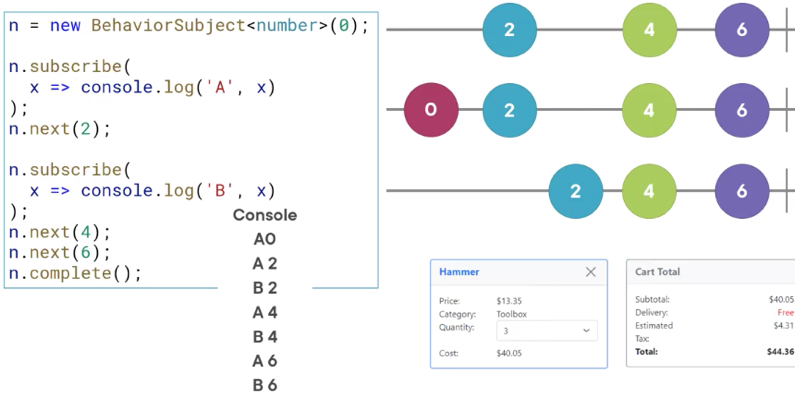 n = new BehaviorSubject<number>(0);
n.subscribe(
x => console.log('A', x)
);
n.next(2);
n.subscribe(
x => console.log('B', x)
);
n.next(4);
n.next(6);
n.complete();
Console
A0
A 2
B 2
A 4
B 4
A 6
B 6
2 4 6
0 2 4 6
2 4 6
Hammer
Price: $13.35
Category: Toolbox
Quantity: 3
Cost: $40.05
Cart Total
Subtotal: $40.05
Delivery: Free
Estimated $4.31
Tax:
Total: $44.36